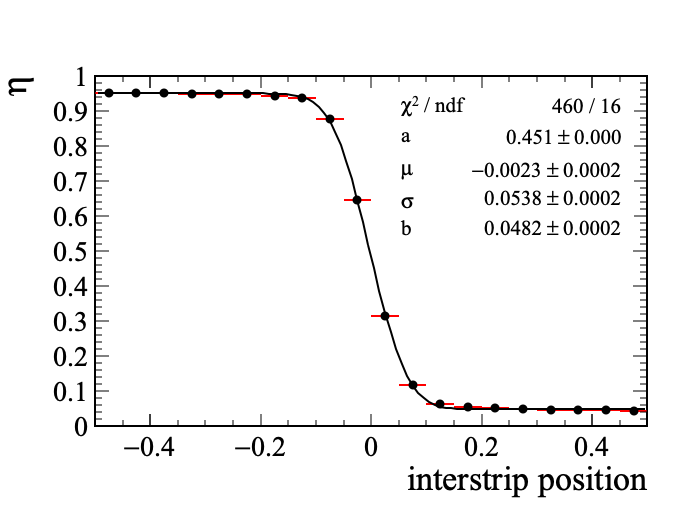 η
1
0.9
0.8
0.7
0.6
0.5
0.4
0.3
0.2
0.1
0
χ² / ndf 460 / 16
a 0.451 ± 0.000
μ −0.0023 ± 0.0002
σ 0.0538 ± 0.0002
b 0.0482 ± 0.0002
−0.4 −0.2 0 0.2 0.4
interstrip position